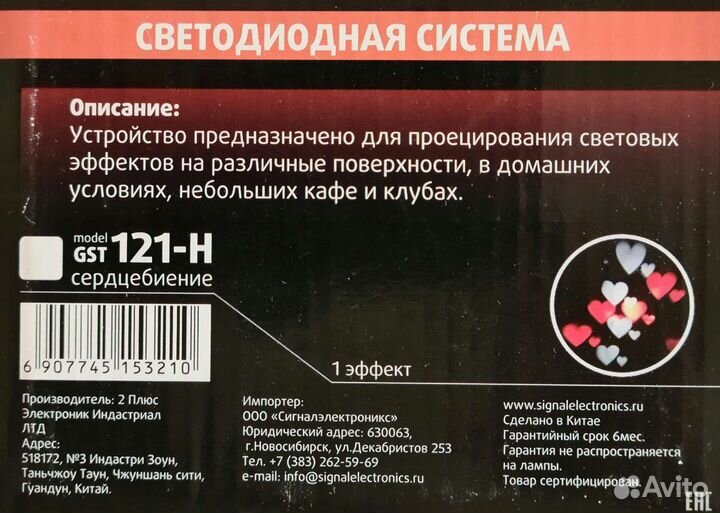 СВЕТОДИОДНАЯ СИСТЕМА
Описание:
Устройство предназначено для проецирования световых
эффектов на различные поверхности, в домашних
условиях, небольших кафе и клубах.
model
GST 121-H
сердцебиение
1 эффект
6 907745 153210
Производитель: 2 Плюс
Электроник Индастриал
ЛТД
Адрес:
518172, №3 Индастри Зоун,
Таньчжоу Таун, Чжуншань сити,
Гуандун, Китай.
Импортер:
ООО «Сигналэлектроникс»
Юридический адрес: 630063,
г.Новосибирск, ул.Декабристов 253
Тел. +7 (383) 262-59-69
e-mail: info@signalelectronics.ru
www.signalelectronics.ru
Сделано в Китае
Гарантийный срок 6мес.
Гарантия не распространяется
на лампы.
Товар сертифицирован.
Avito
EAC